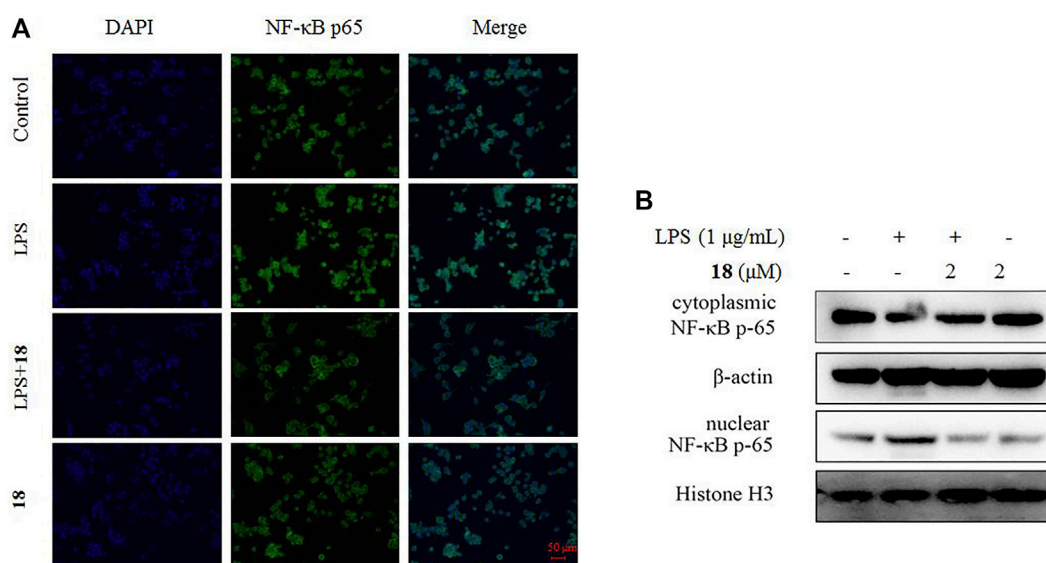 A
DAPI NF-κB p65 Merge
Control
LPS
LPS+18
18
50 μm
B
LPS (1 μg/mL) - + + -
18 (μM) - - 2 2
cytoplasmic
NF-κB p-65
β-actin
nuclear
NF-κB p-65
Histone H3